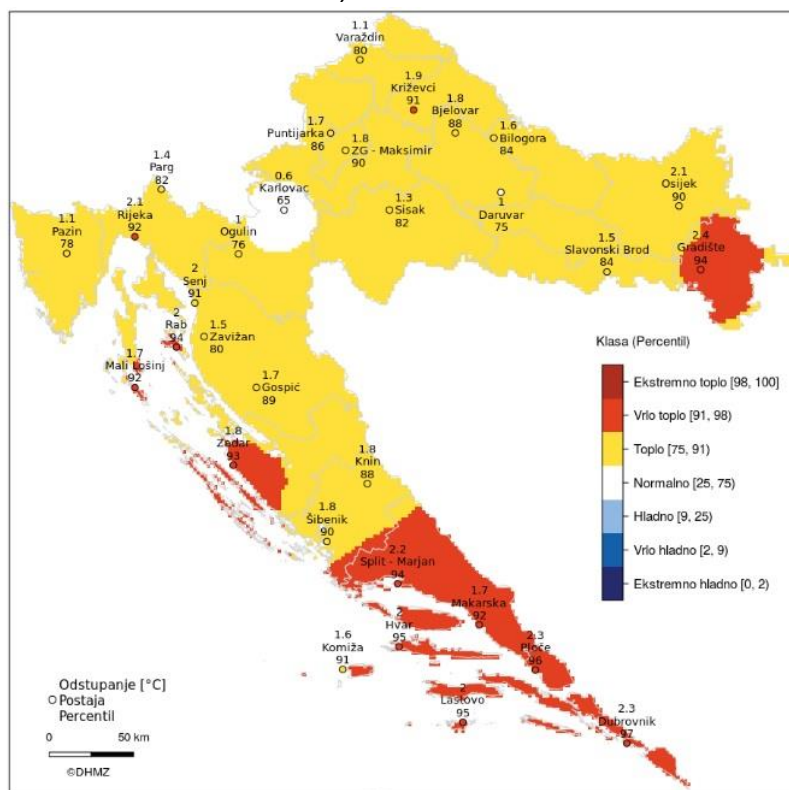 1.1
Varaždin
80
1.9
Križevci
91
1.8
Bjelovar
88
1.7
Puntijarka
86
1.8
ZG - Maksimir
90
1.6
Bilogora
84
1.4
Parg
82
0.6
Karlovac
65
2.1
Osijek
90
2.1
Rijeka
92
1.3
Sisak
82
1
Daruvar
75
1.1
Pazin
78
1
Ogulin
76
1.5
Slavonski Brod
84
2.4
Gradište
94
2
Senj
91
2
Rab
94
1.5
Zavižan
80
1.7
Mali Lošinj
92
1.7
Gospić
89
1.8
Zadar
93
1.8
Knin
88
1.8
Šibenik
90
2.2
Split - Marjan
94
1.7
Makarska
92
2
Hvar
95
1.6
Komiža
91
2.3
Ploče
96
2
Lastovo
95
2.3
Dubrovnik
97
Klasa (Percentil)
Ekstremno toplo [98, 100]
Vrlo toplo [91, 98)
Toplo [75, 91)
Normalno [25, 75)
Hladno [9, 25)
Vrlo hladno [2, 9)
Ekstremno hladno [0, 2)
Odstupanje [°C]
Postaja
Percentil
0 50 km
©DHMZ